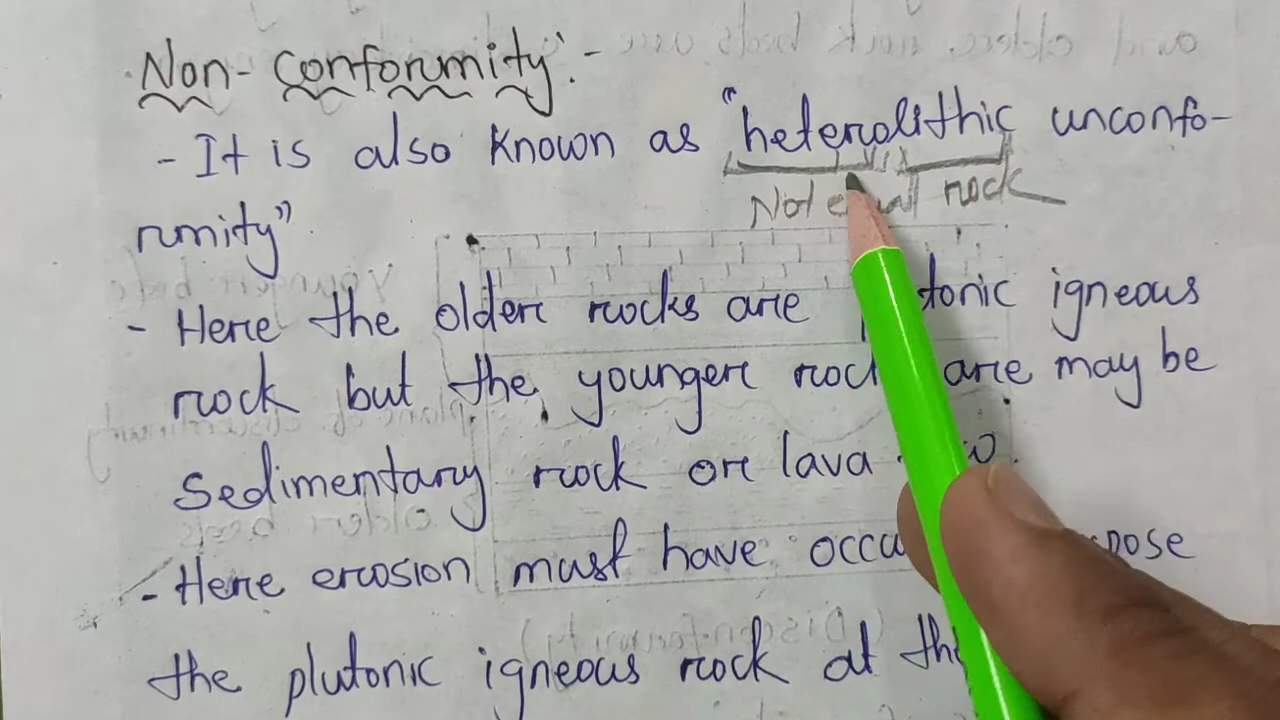 Non-Conformity:-
- It is also known as "heterolithic unconfo-
Not rock
rmity"
- Here the older rocks are igneous
rock but the younger are may be
Sedimentary rock or lava
- Here erosion must have
the plutonic igneous rock at